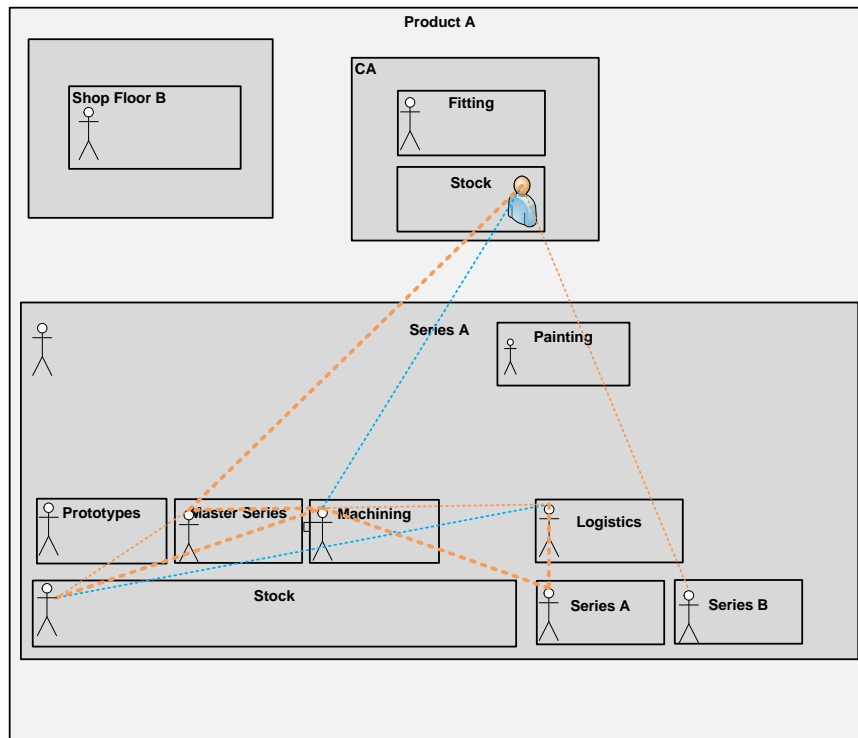 Product A
Shop Floor B
CA
Fitting
Stock
Series A
Painting
Prototypes
Master Series
Machining
Logistics
Stock
Series A
Series B